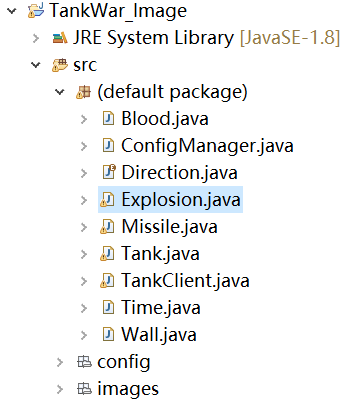 TankWar_Image
JRE System Library [JavaSE-1.8]
src
(default package)
Blood.java
ConfigManager.java
Direction.java
Explosion.java
Missile.java
Tank.java
TankClient.java
Time.java
Wall.java
config
images